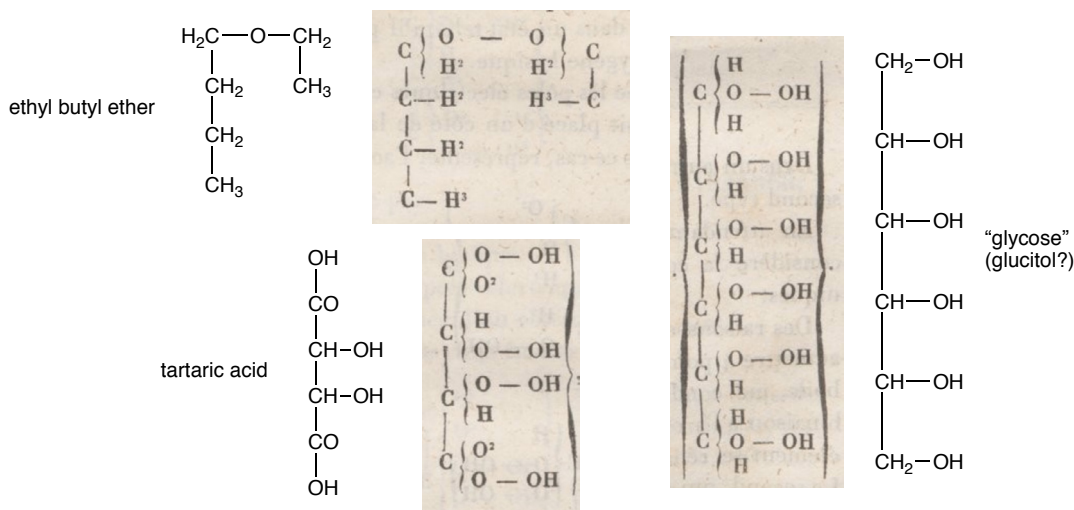 ethyl butyl ether
H₂C—O—CH₂
CH₂ CH₃
CH₂
CH₃
C { O — O } C
H² H²
C—H² H³—C
C—H²
C—H³
tartaric acid
OH
CO
CH—OH
CH—OH
CO
OH
C { O — OH
O²
C { H
O — OH
C { O — OH
H
C { O²
O — OH
H
C { O — OH
H
C { O — OH
H
C { O — OH
H
C { O — OH
H
C { O — OH
H
H
C { O — OH
H
CH₂—OH
CH—OH
CH—OH
CH—OH
CH—OH
CH₂—OH
“glycose”
(glucitol?)